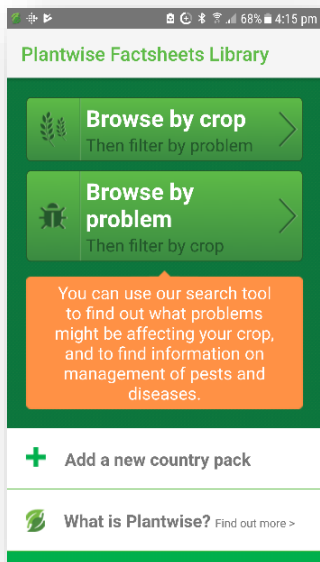 68% 4:15 pm
Plantwise Factsheets Library
Browse by crop
Then filter by problem
Browse by
problem
Then filter by crop
You can use our search tool
to find out what problems
might be affecting your crop,
and to find information on
management of pests and
diseases.
Add a new country pack
What is Plantwise? Find out more >